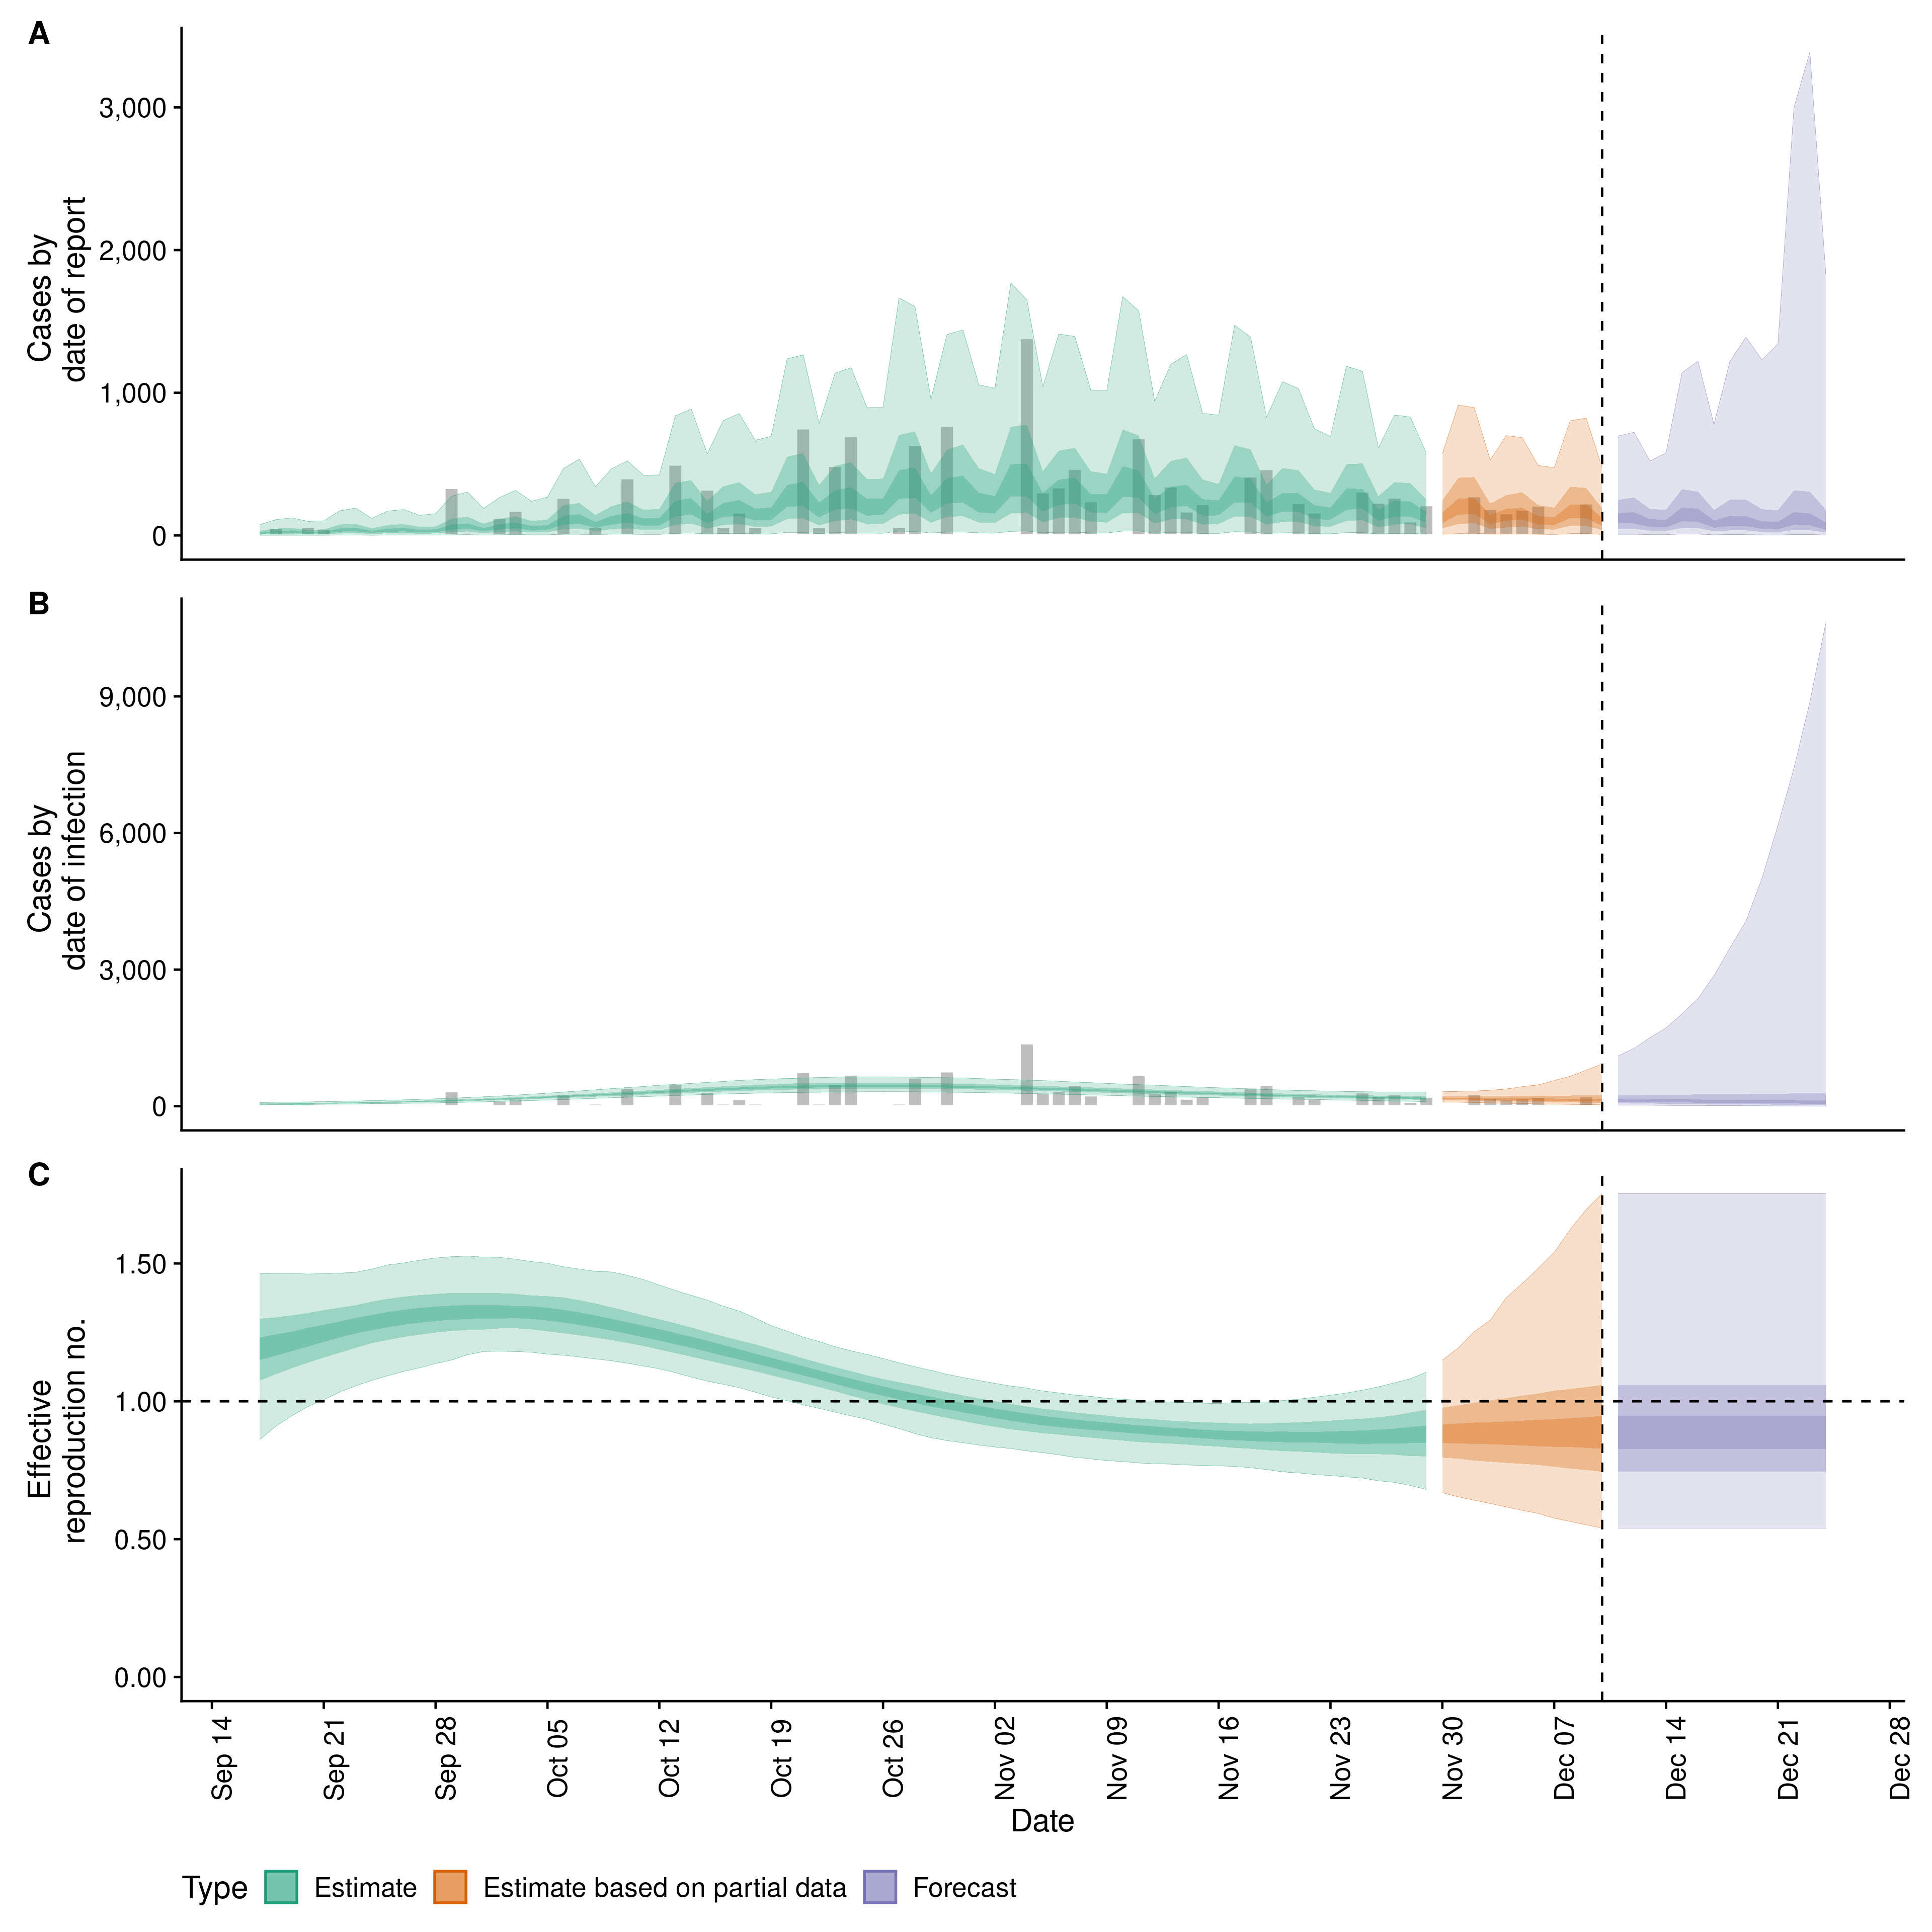 A
Cases by
date of report
3,000
2,000
1,000
0
B
Cases by
date of infection
9,000
6,000
3,000
0
C
Effective
reproduction no.
1.50
1.00
0.50
0.00
Sep 14
Sep 21
Sep 28
Oct 05
Oct 12
Oct 19
Oct 26
Nov 02
Nov 09
Nov 16
Nov 23
Nov 30
Dec 07
Dec 14
Dec 21
Dec 28
Date
Type Estimate Estimate based on partial data Forecast